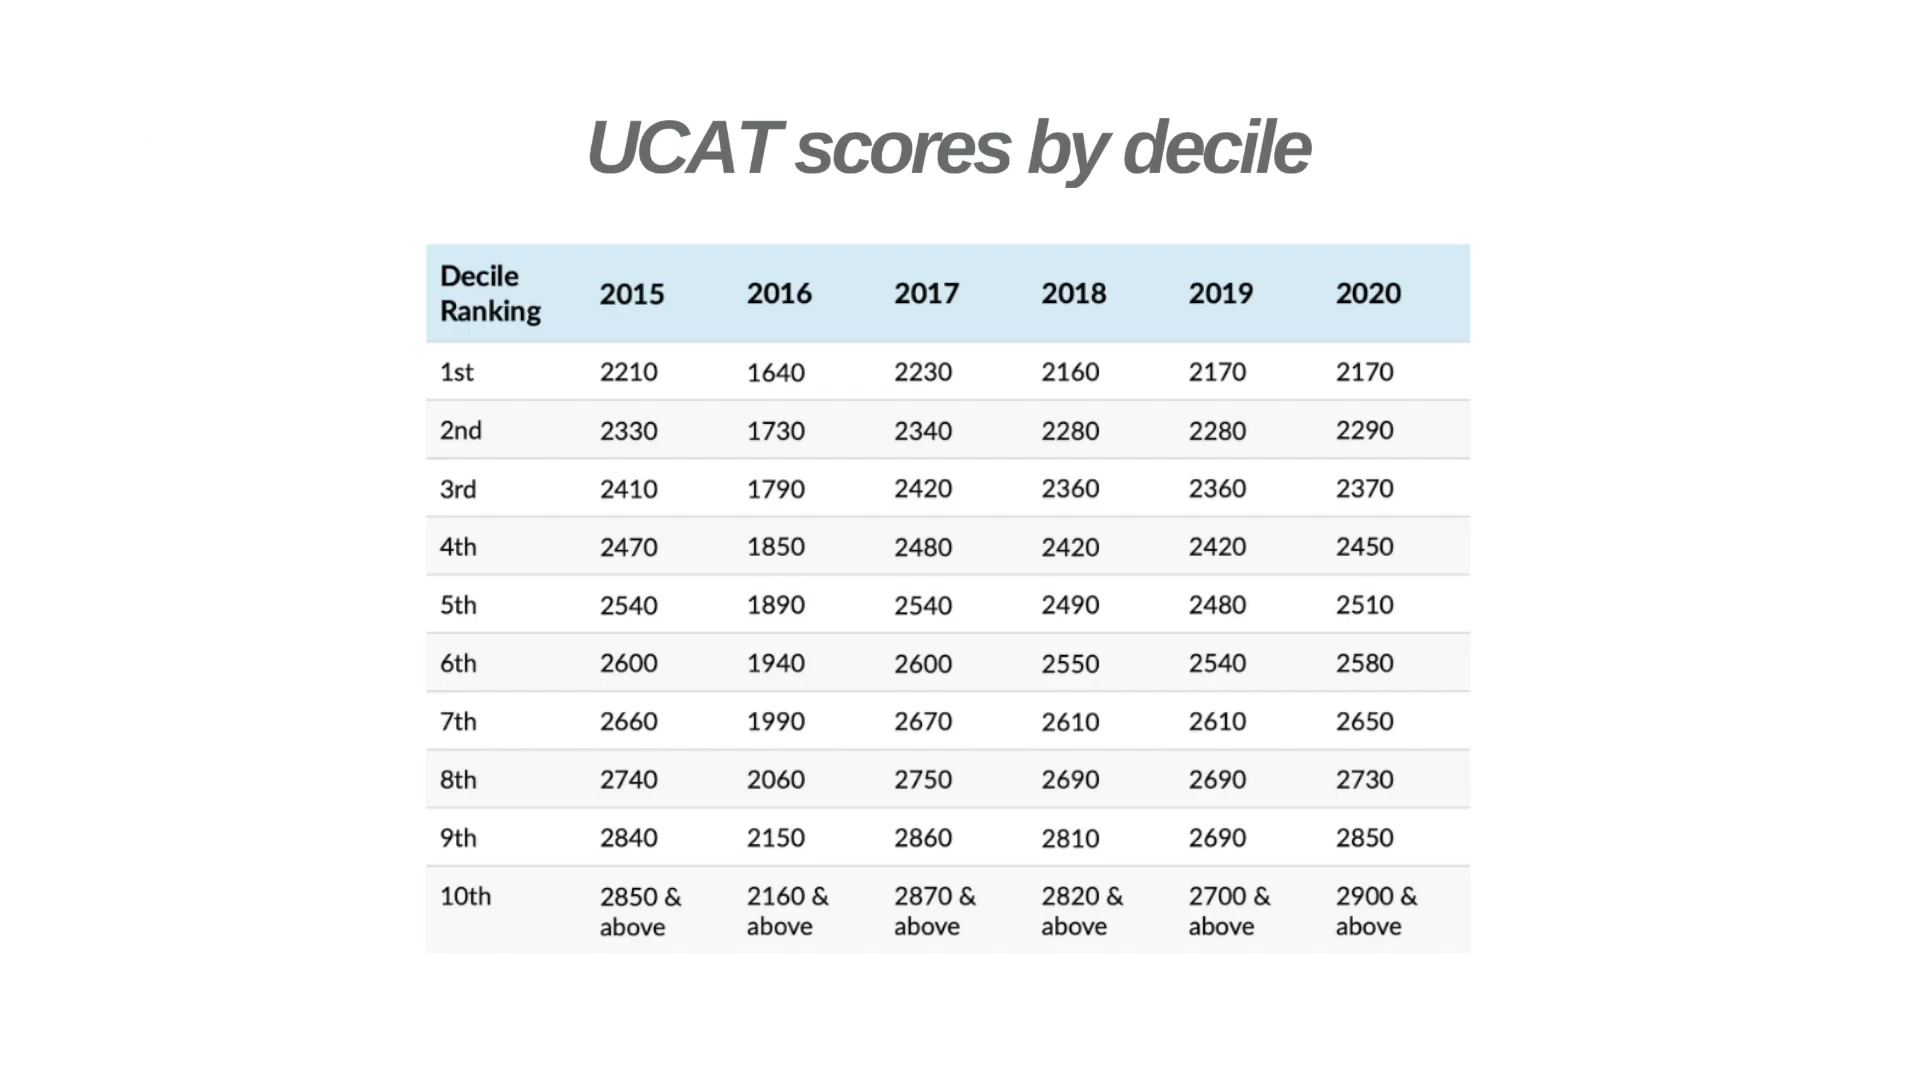 UCAT scores by decile
Decile Ranking 2015 2016 2017 2018 2019 2020
1st 2210 1640 2230 2160 2170 2170
2nd 2330 1730 2340 2280 2280 2290
3rd 2410 1790 2420 2360 2360 2370
4th 2470 1850 2480 2420 2420 2450
5th 2540 1890 2540 2490 2480 2510
6th 2600 1940 2600 2550 2540 2580
7th 2660 1990 2670 2610 2610 2650
8th 2740 2060 2750 2690 2690 2730
9th 2840 2150 2860 2810 2690 2850
10th 2850 & above 2160 & above 2870 & above 2820 & above 2700 & above 2900 & above